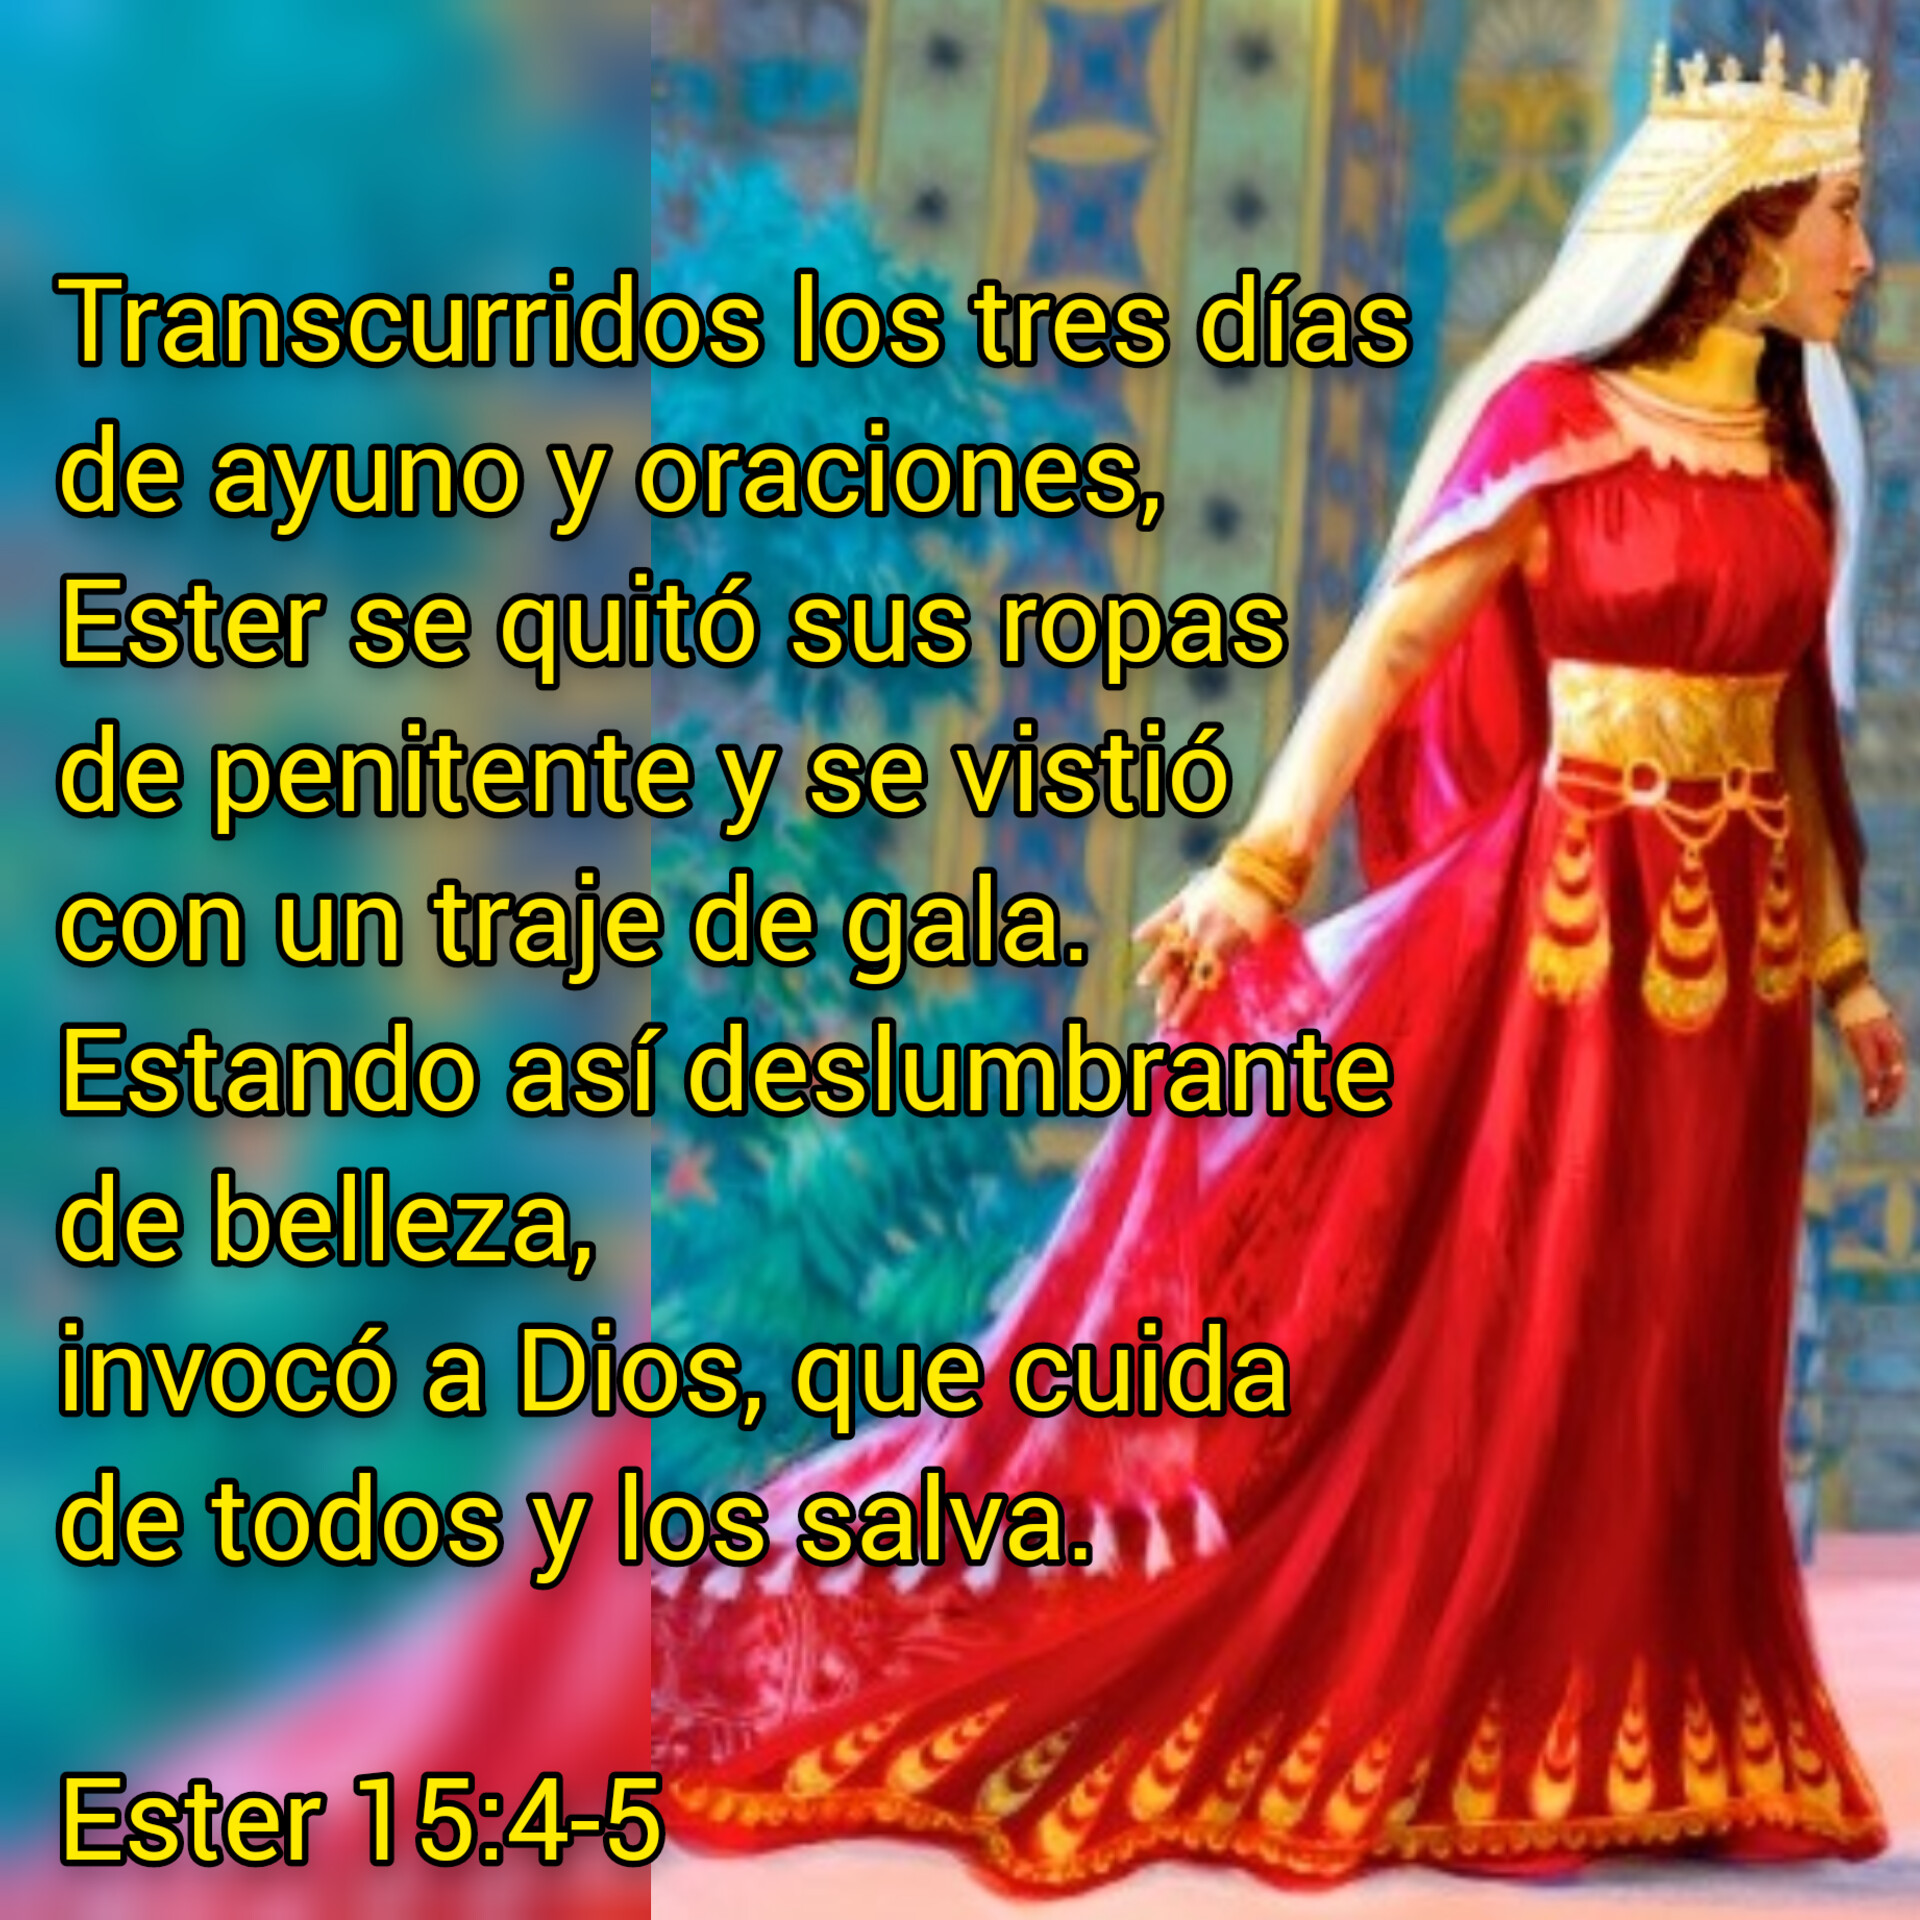 Transcurridos los tres días
de ayuno y oraciones,
Ester se quitó sus ropas
de penitente y se vistió
con un traje de gala.
Estando así deslumbrante
de belleza,
invocó a Dios, que cuida
de todos y los salva.
Ester 15:4-5